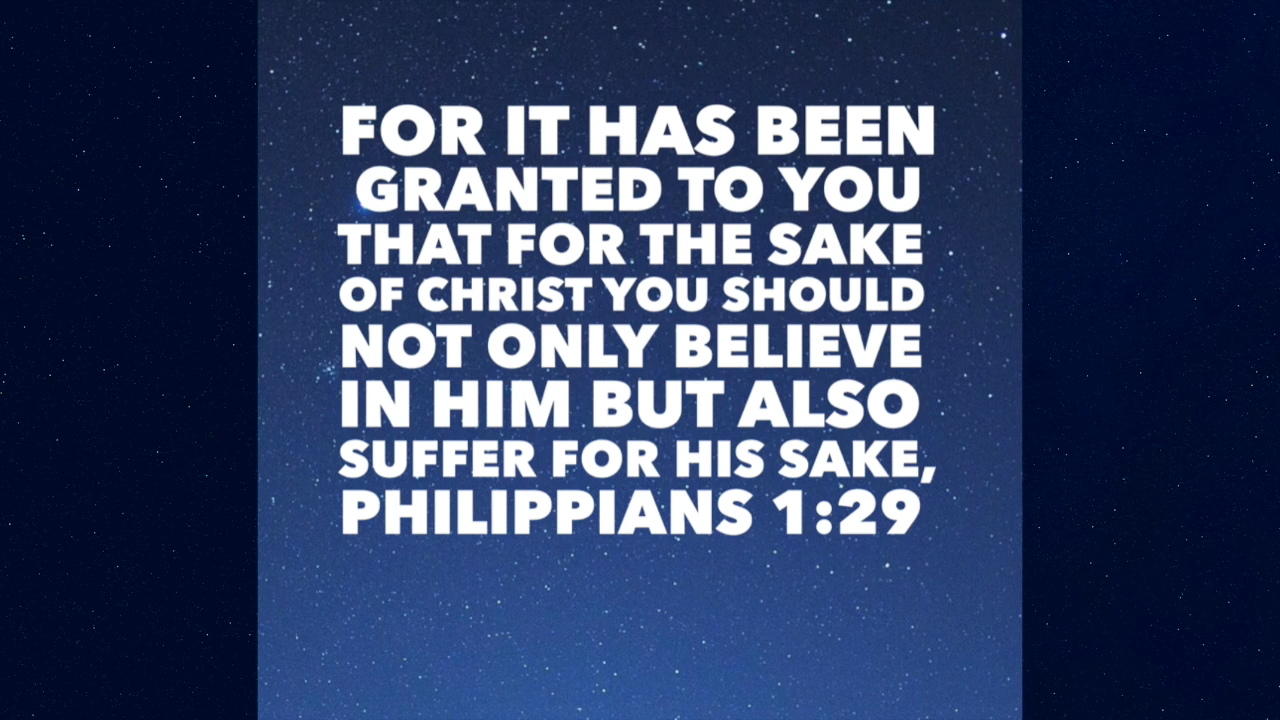 FOR IT HAS BEEN
GRANTED TO YOU
THAT FOR THE SAKE
OF CHRIST YOU SHOULD
NOT ONLY BELIEVE
IN HIM BUT ALSO
SUFFER FOR HIS SAKE,
PHILIPPIANS 1:29